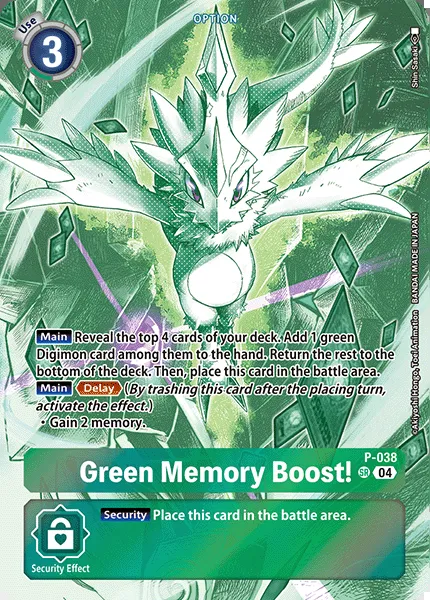 OPTION
Use
3
Shin Sasaki
Main Reveal the top 4 cards of your deck. Add 1 green
Digimon card among them to the hand. Return the rest to the
bottom of the deck. Then, place this card in the battle area.
Main Delay (By trashing this card after the placing turn,
activate the effect.)
・Gain 2 memory.
©Akiyoshi Hongo, Toei Animation BANDAI MADE IN JAPAN
P-038
Green Memory Boost! SR 04
Security Place this card in the battle area.
Security Effect